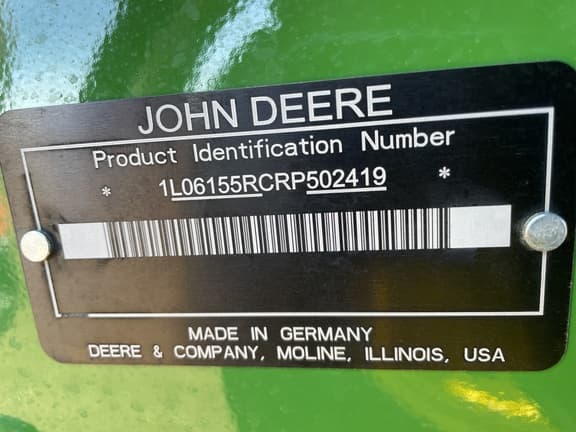 JOHN DEERE
Product Identification Number
* 1L06155RCRP502419 *
MADE IN GERMANY
DEERE & COMPANY, MOLINE, ILLINOIS, USA